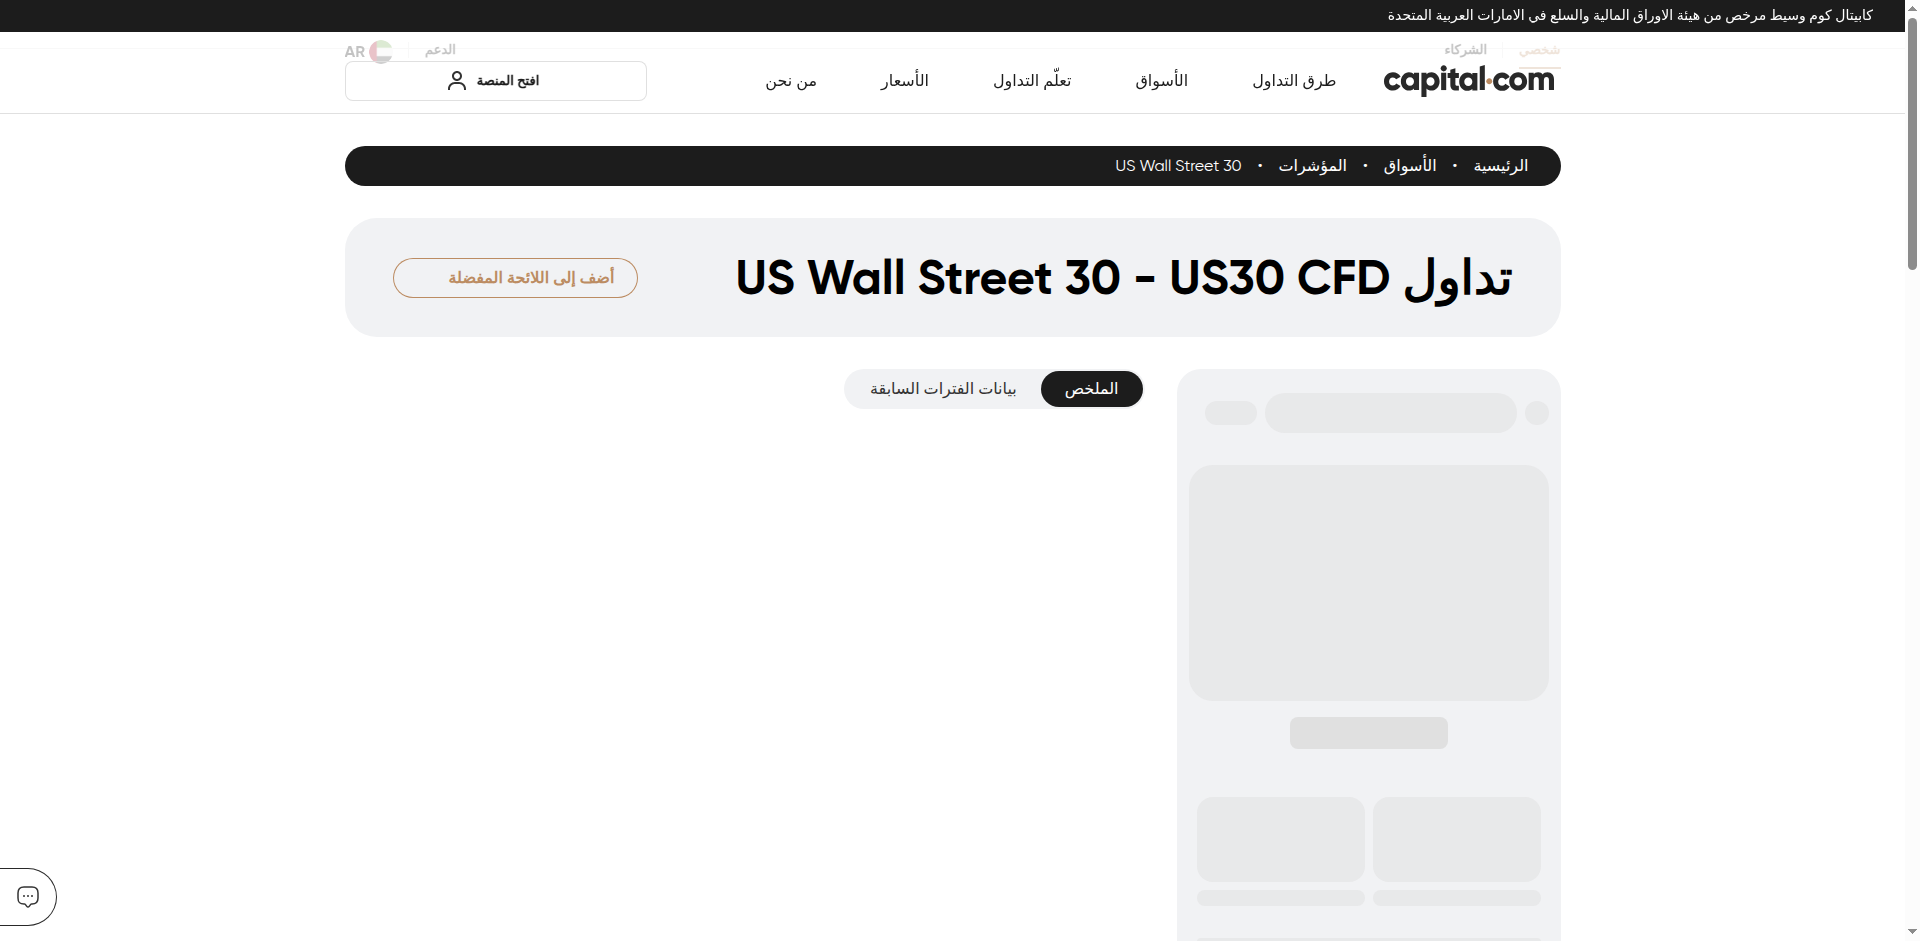 كابيتال كوم وسيط مرخص من هيئة الاوراق المالية والسلع في الامارات العربية المتحدة
شخصي
الشركاء
الدعم
AR
capital.com
طرق التداول
الأسواق
تعلّم التداول
الأسعار
من نحن
افتح المنصة
الرئيسية • الأسواق • المؤشرات • US Wall Street 30
تداول US Wall Street 30 - US30 CFD
أضف إلى اللائحة المفضلة
الملخص
بيانات الفترات السابقة